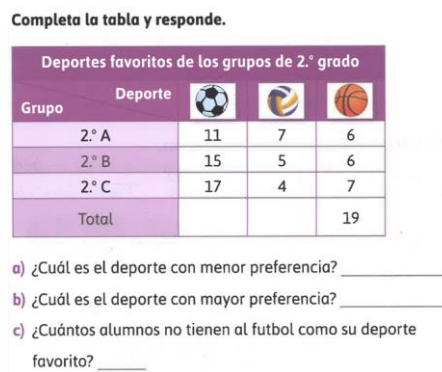 Completa la tabla y responde.
Deportes favoritos de los grupos de 2.° grado
Deporte
Grupo
2.° A 11 7 6
2.° B 15 5 6
2.° C 17 4 7
Total 19
a) ¿Cuál es el deporte con menor preferencia?
b) ¿Cuál es el deporte con mayor preferencia?
c) ¿Cuántos alumnos no tienen al futbol como su deporte
favorito?